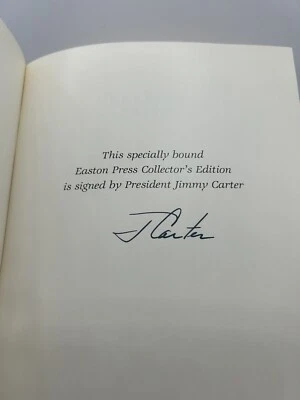 This specially bound
Easton Press Collector's Edition
is signed by President Jimmy Carter
J Carter